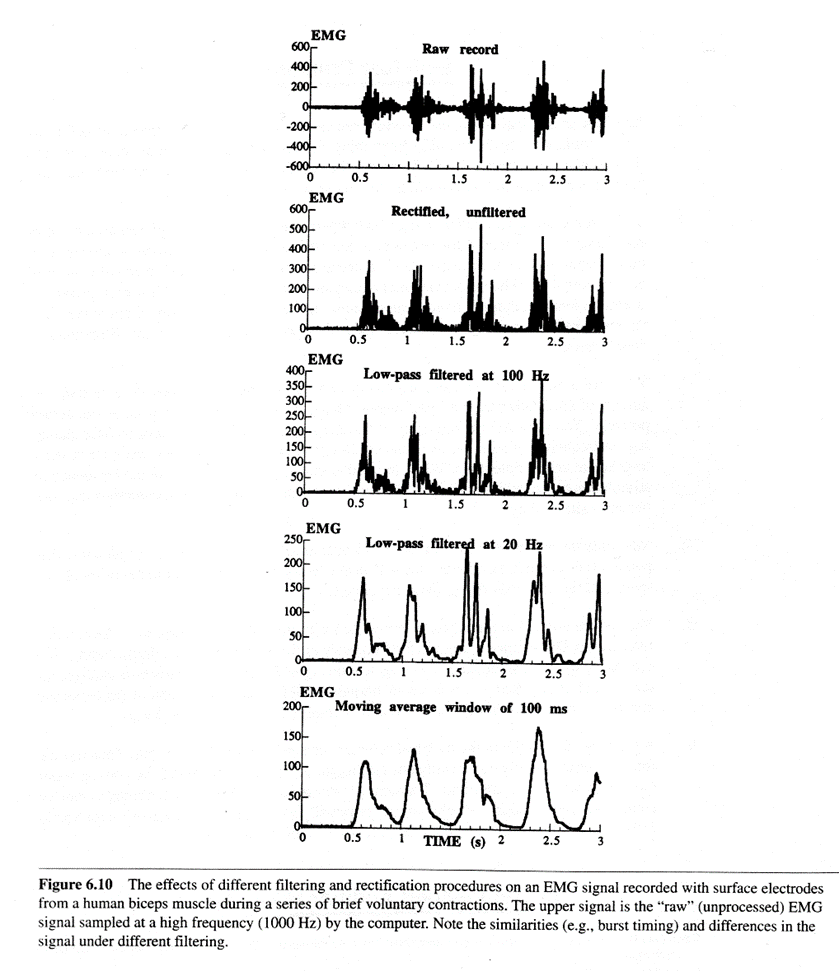 EMG
Raw record
600
400
200
0
-200
-400
-600
0 0.5 1 1.5 2 2.5 3
EMG
Rectified, unfiltered
600
500
400
300
200
100
0
0 0.5 1 1.5 2 2.5 3
EMG
Low-pass filtered at 100 Hz
400
350
300
250
200
150
100
50
0
0 0.5 1 1.5 2 2.5 3
EMG
Low-pass filtered at 20 Hz
250
200
150
100
50
0
0 0.5 1 1.5 2 2.5 3
EMG
Moving average window of 100 ms
200
150
100
50
0
0 0.5 1 TIME (s) 2 2.5 3
Figure 6.10 The effects of different filtering and rectification procedures on an EMG signal recorded with surface electrodes
from a human biceps muscle during a series of brief voluntary contractions. The upper signal is the “raw” (unprocessed) EMG
signal sampled at a high frequency (1000 Hz) by the computer. Note the similarities (e.g., burst timing) and differences in the
signal under different filtering.